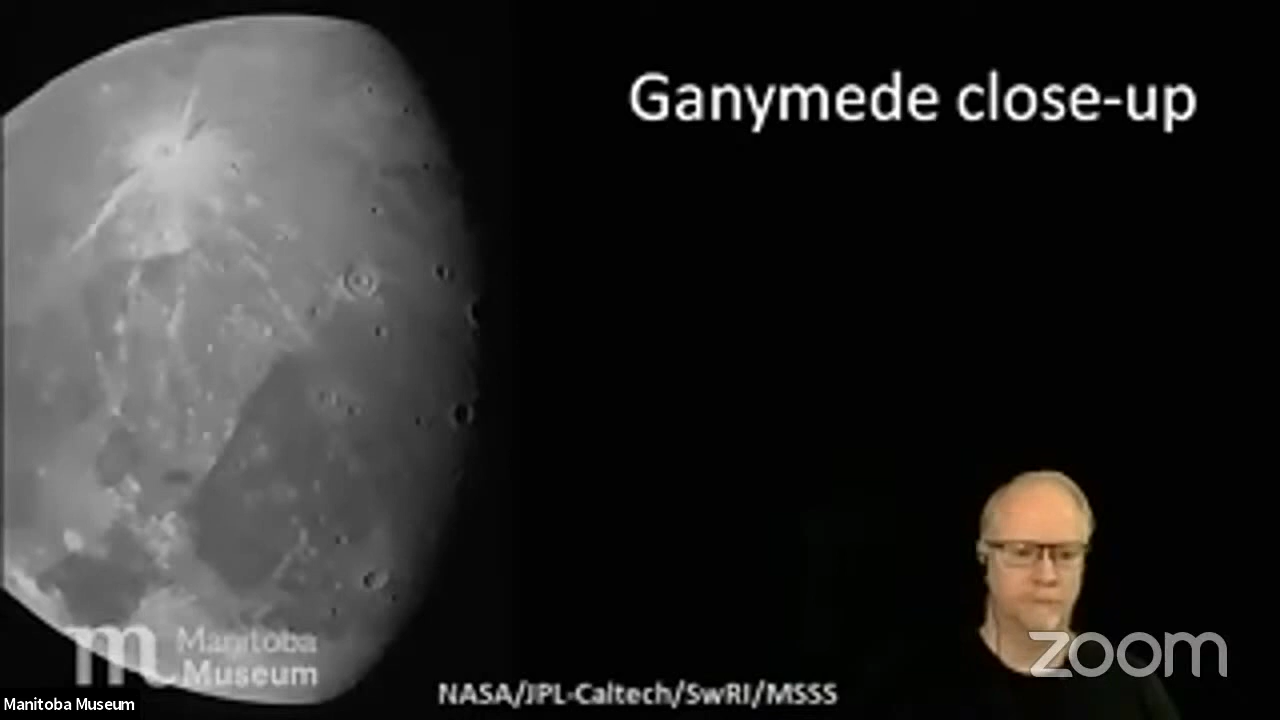 Ganymede close-up
Manitoba
Museum
zoom
NASA/JPL-Caltech/SwRI/MSSS
Manitoba Museum